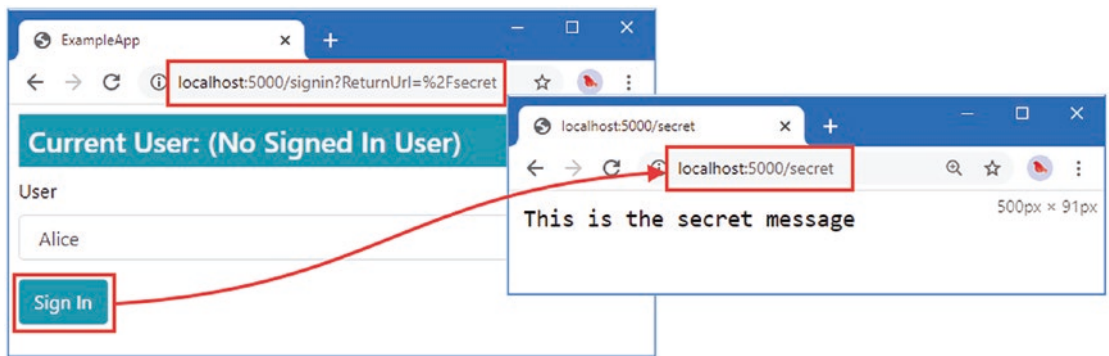 ExampleApp
localhost:5000/signin?ReturnUrl=%2Fsecret
Current User: (No Signed In User)
User
Alice
Sign In
localhost:5000/secret
localhost:5000/secret
500px × 91px
This is the secret message